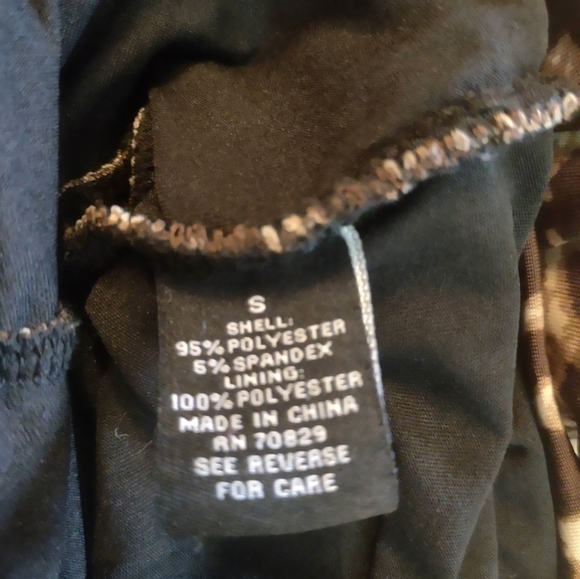 S
SHELL:
95% POLYESTER
5% SPANDEX
LINING:
100% POLYESTER
MADE IN CHINA
RN 70829
SEE REVERSE
FOR CARE